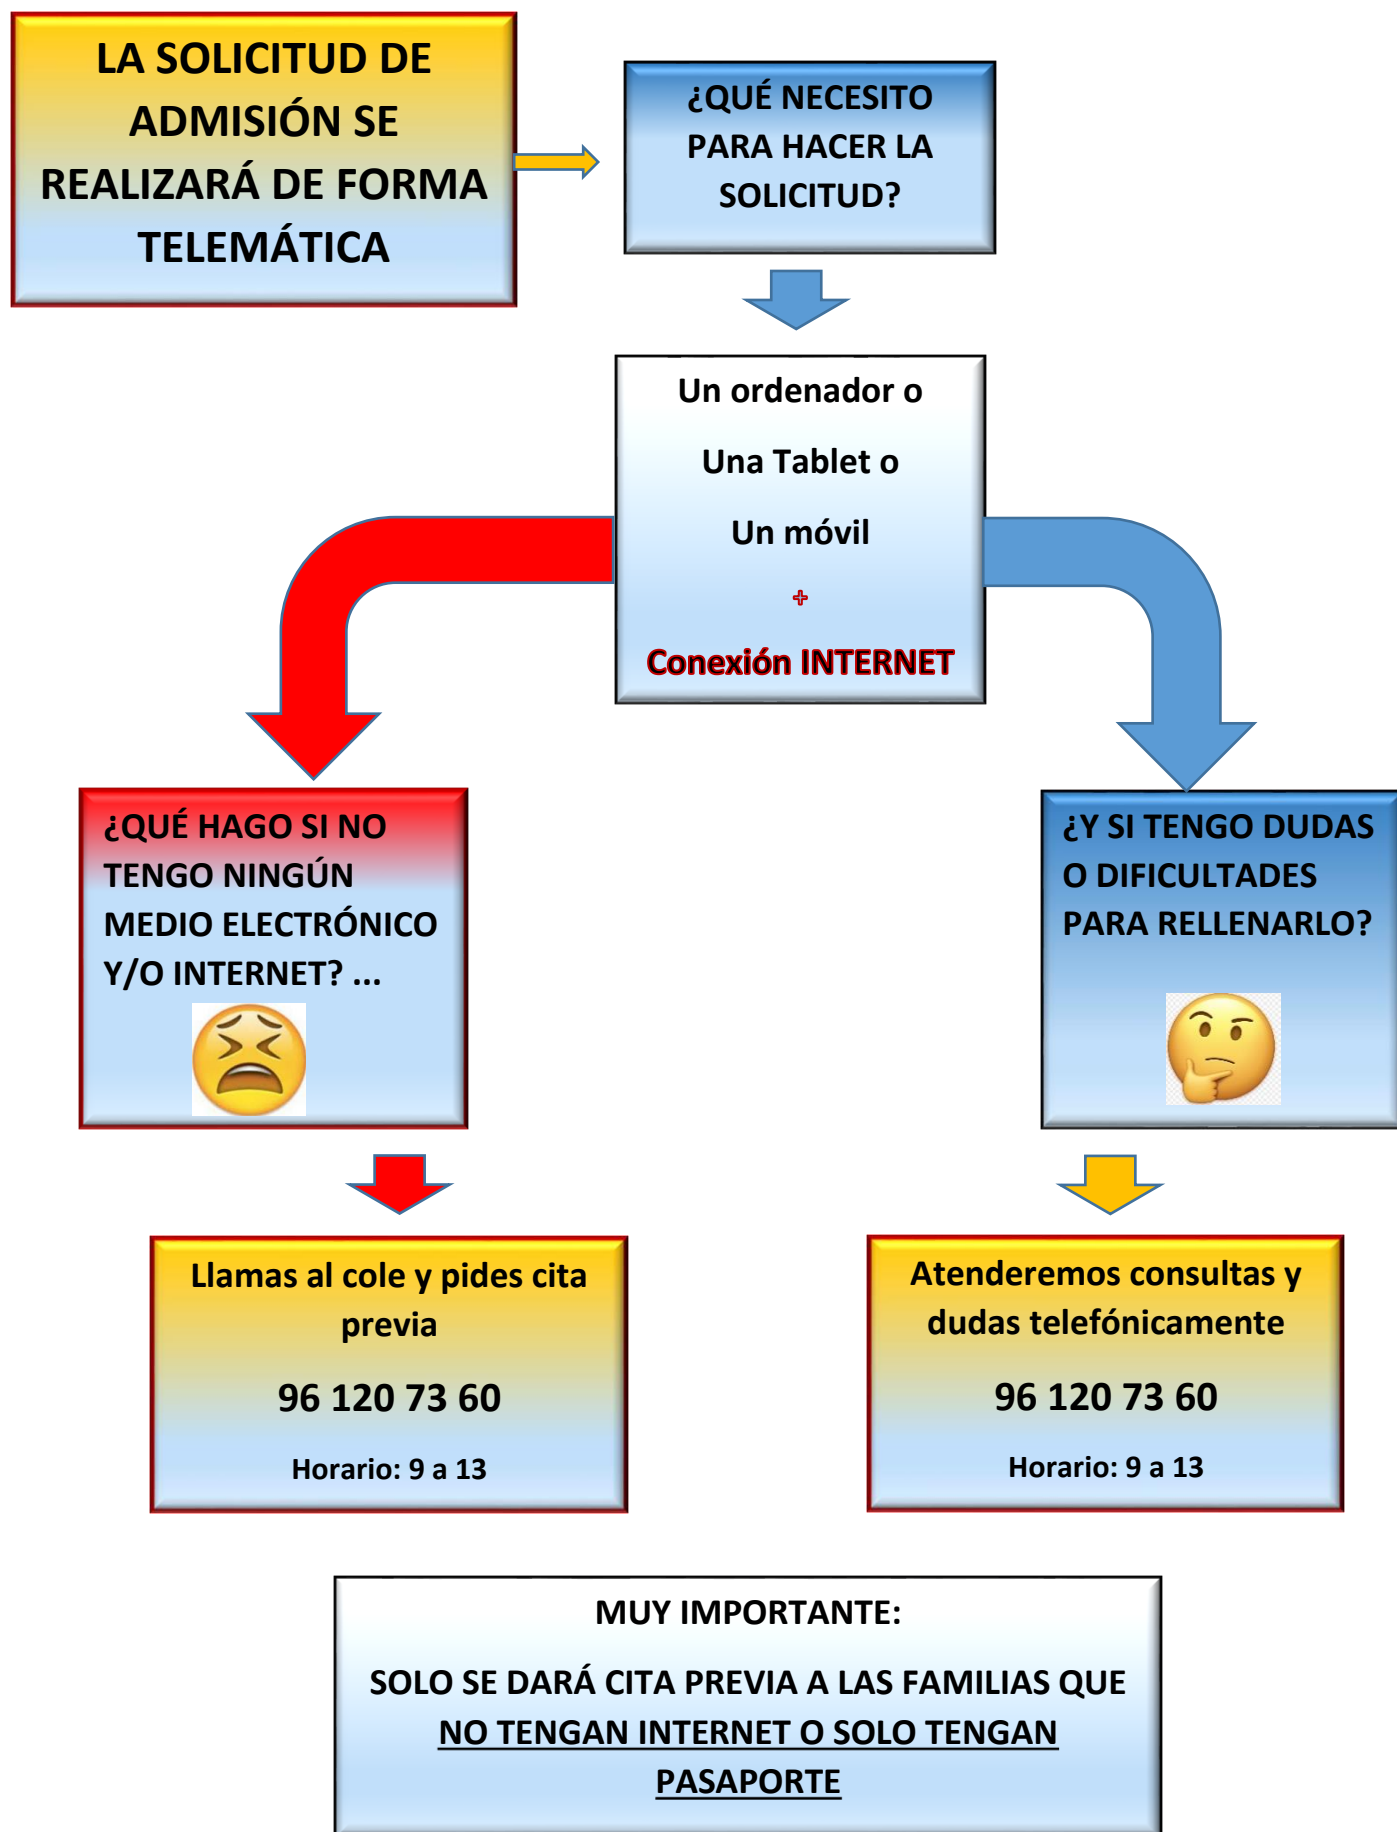 LA SOLICITUD DE
ADMISIÓN SE
REALIZARÁ DE FORMA
TELEMÁTICA
¿QUÉ NECESITO
PARA HACER LA
SOLICITUD?
Un ordenador o
Una Tablet o
Un móvil
+
Conexión INTERNET
¿QUÉ HAGO SI NO
TENGO NINGÚN
MEDIO ELECTRÓNICO
Y/O INTERNET? ...
¿Y SI TENGO DUDAS
O DIFICULTADES
PARA RELLENARLO?
Llamas al cole y pides cita
previa
96 120 73 60
Horario: 9 a 13
Atenderemos consultas y
dudas telefónicamente
96 120 73 60
Horario: 9 a 13
MUY IMPORTANTE:
SOLO SE DARÁ CITA PREVIA A LAS FAMILIAS QUE
NO TENGAN INTERNET O SOLO TENGAN
PASAPORTE